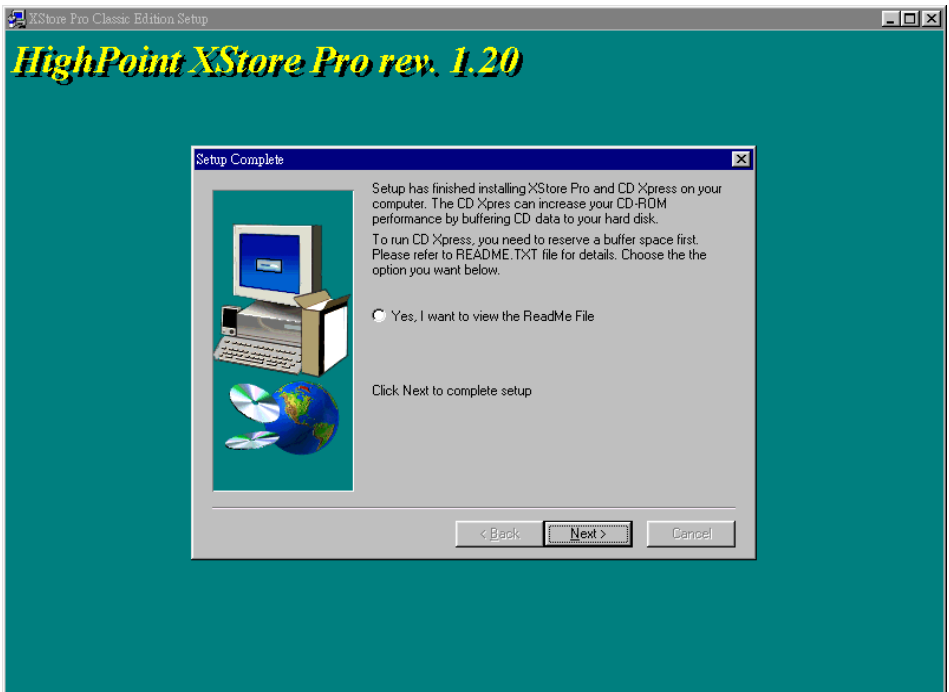 XStore Pro Classic Edition Setup
HighPoint XStore Pro rev. 1.20
Setup Complete
Setup has finished installing XStore Pro and CD Xpress on your
computer. The CD Xpres can increase your CD-ROM
performance by buffering CD data to your hard disk.
To run CD Xpress, you need to reserve a buffer space first.
Please refer to README.TXT file for details. Choose the the
option you want below.
Yes, I want to view the ReadMe File
Click Next to complete setup
< Back
Next >
Cancel